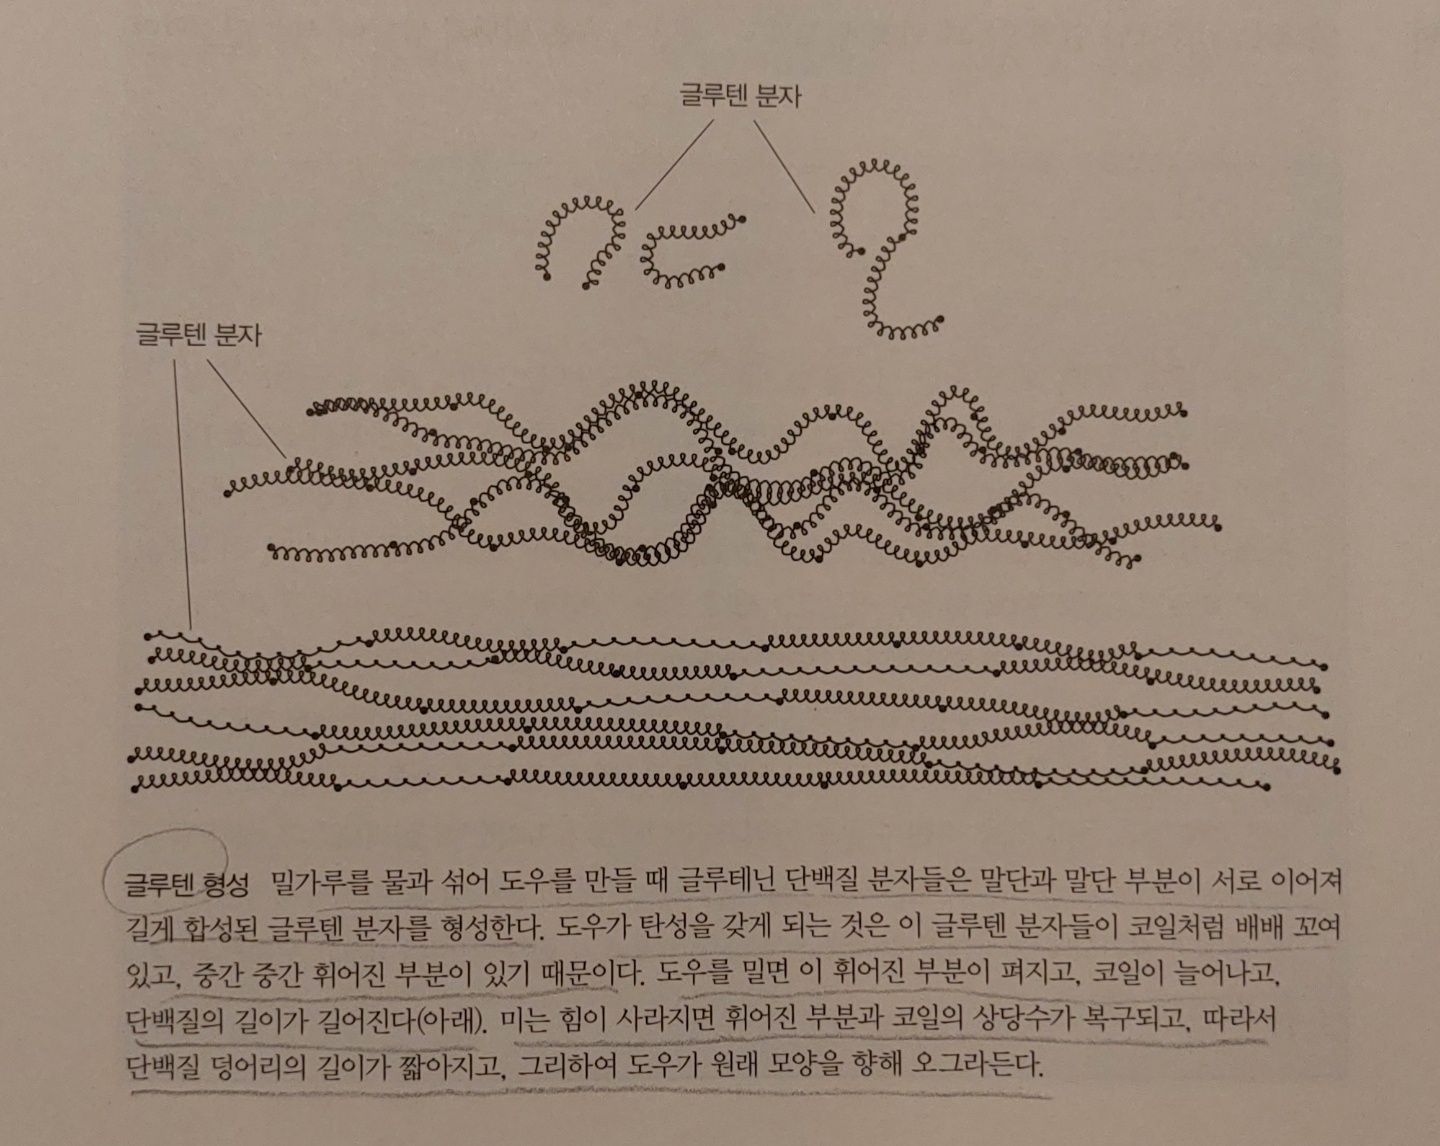 글루텐 분자
글루텐 분자
글루텐 형성 밀가루를 물과 섞어 도우를 만들 때 글루테닌 단백질 분자들은 말단과 말단 부분이 서로 이어져
길게 합성된 글루텐 분자를 형성한다. 도우가 탄성을 갖게 되는 것은 이 글루텐 분자들이 코일처럼 배배 꼬여
있고, 중간 중간 휘어진 부분이 있기 때문이다. 도우를 밀면 이 휘어진 부분이 펴지고, 코일이 늘어나고,
단백질의 길이가 길어진다(아래). 미는 힘이 사라지면 휘어진 부분과 코일의 상당수가 복구되고, 따라서
단백질 덩어리의 길이가 짧아지고, 그리하여 도우가 원래 모양을 향해 오그라든다.